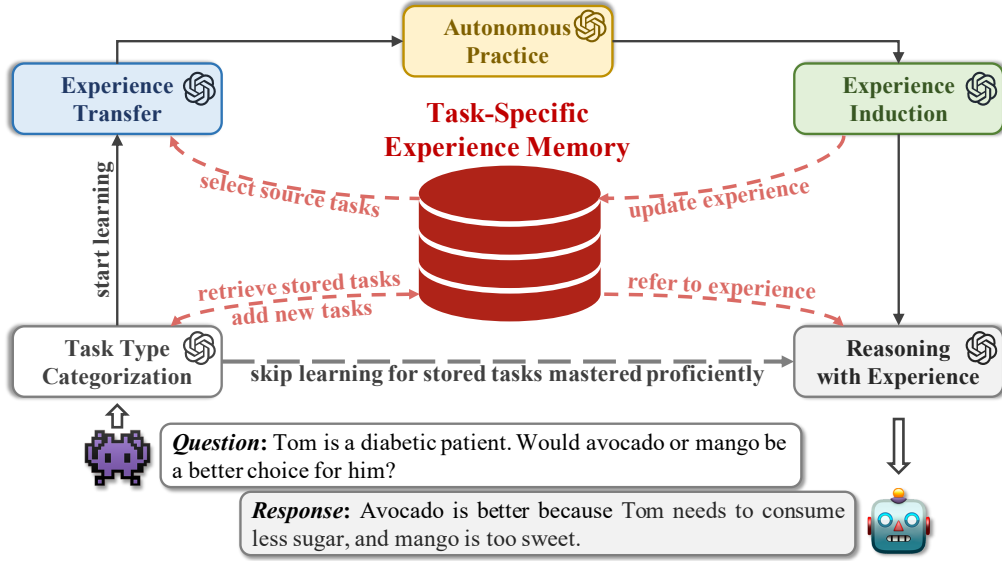 Autonomous
Practice
Experience
Transfer
Experience
Induction
Task-Specific
Experience Memory
select source tasks
update experience
start learning
retrieve stored tasks
add new tasks
refer to experience
Task Type
Categorization
skip learning for stored tasks mastered proficiently
Reasoning
with Experience
Question: Tom is a diabetic patient. Would avocado or mango be
a better choice for him?
Response: Avocado is better because Tom needs to consume
less sugar, and mango is too sweet.